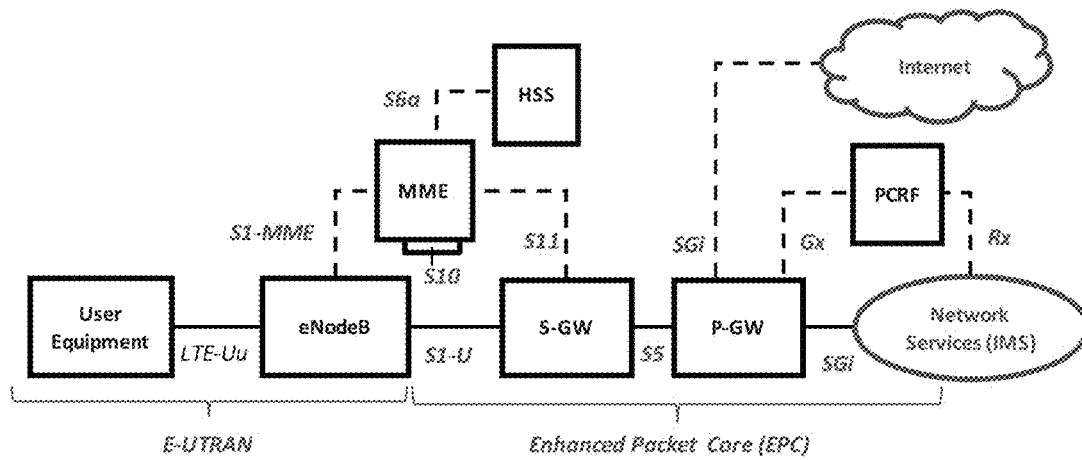 Internet
S6a
HSS
MME
PCRF
S1-MME
S11
SGi
Gx
Rx
S10
User
Equipment
eNodeB
S-GW
P-GW
Network
Services (IMS)
LTE-Uu
S1-U
S5
SGi
E-UTRAN
Enhanced Packet Core (EPC)